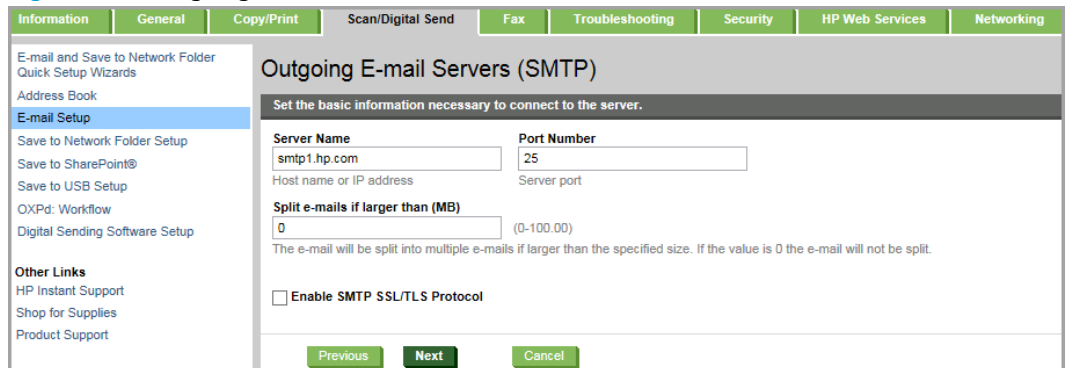 Information General Copy/Print Scan/Digital Send Fax Troubleshooting Security HP Web Services Networking
E-mail and Save to Network Folder
Quick Setup Wizards
Address Book
E-mail Setup
Save to Network Folder Setup
Save to SharePoint®
Save to USB Setup
OXPd: Workflow
Digital Sending Software Setup
Other Links
HP Instant Support
Shop for Supplies
Product Support
Outgoing E-mail Servers (SMTP)
Set the basic information necessary to connect to the server.
Server Name Port Number
smtp1.hp.com 25
Host name or IP address Server port
Split e-mails if larger than (MB)
0 (0-100.00)
The e-mail will be split into multiple e-mails if larger than the specified size. If the value is 0 the e-mail will not be split.
Enable SMTP SSL/TLS Protocol
Previous Next Cancel